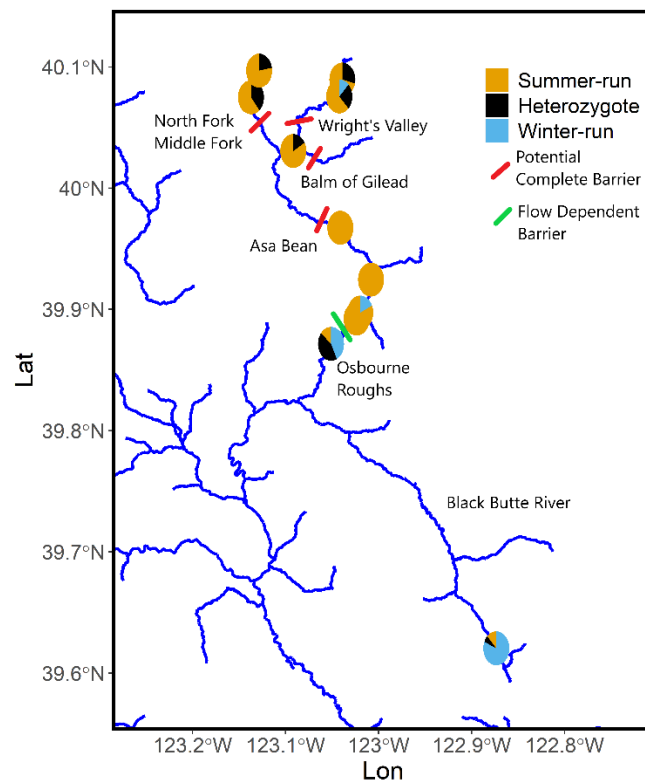 40.1°N
40°N
39.9°N
39.8°N
39.7°N
39.6°N
Lat
Summer-run
Heterozygote
Winter-run
Potential
Complete Barrier
Flow Dependent
Barrier
North Fork
Middle Fork
Wright's Valley
Balm of Gilead
Asa Bean
Osbourne
Roughs
Black Butte River
123.2°W
123.1°W
123°W
122.9°W
122.8°W
Lon